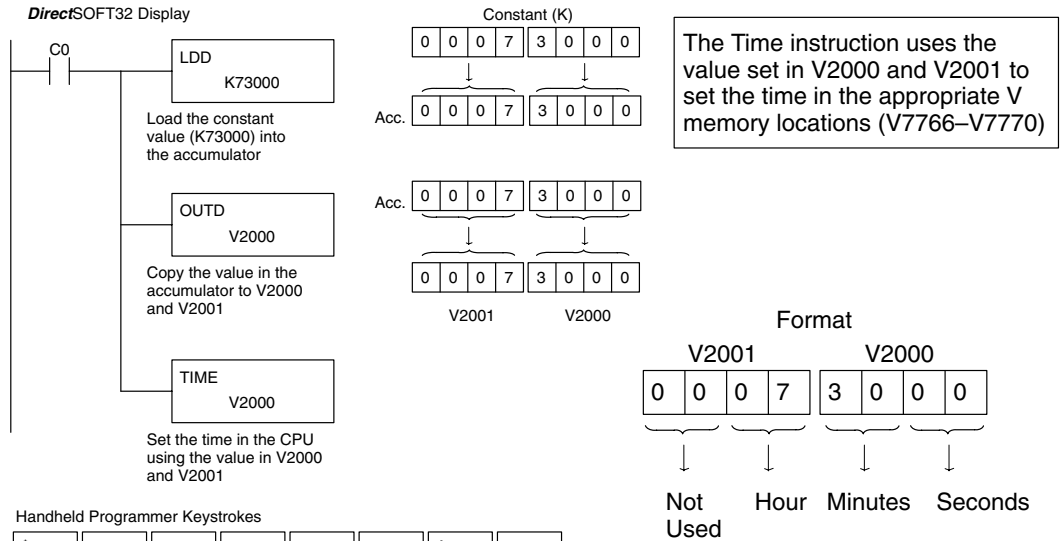 DirectSOFT32 Display
C0
LDD
K73000
Load the constant
value (K73000) into
the accumulator
OUTD
V2000
Copy the value in the
accumulator to V2000
and V2001
TIME
V2000
Set the time in the CPU
using the value in V2000
and V2001
Constant (K)
0 0 0 7 3 0 0 0
Acc. 0 0 0 7 3 0 0 0
Acc. 0 0 0 7 3 0 0 0
0 0 0 7 3 0 0 0
V2001 V2000
The Time instruction uses the
value set in V2000 and V2001 to
set the time in the appropriate V
memory locations (V7766–V7770)
Format
V2001 V2000
0 0 0 7 3 0 0 0
Not Used Hour Minutes Seconds
Handheld Programmer Keystrokes